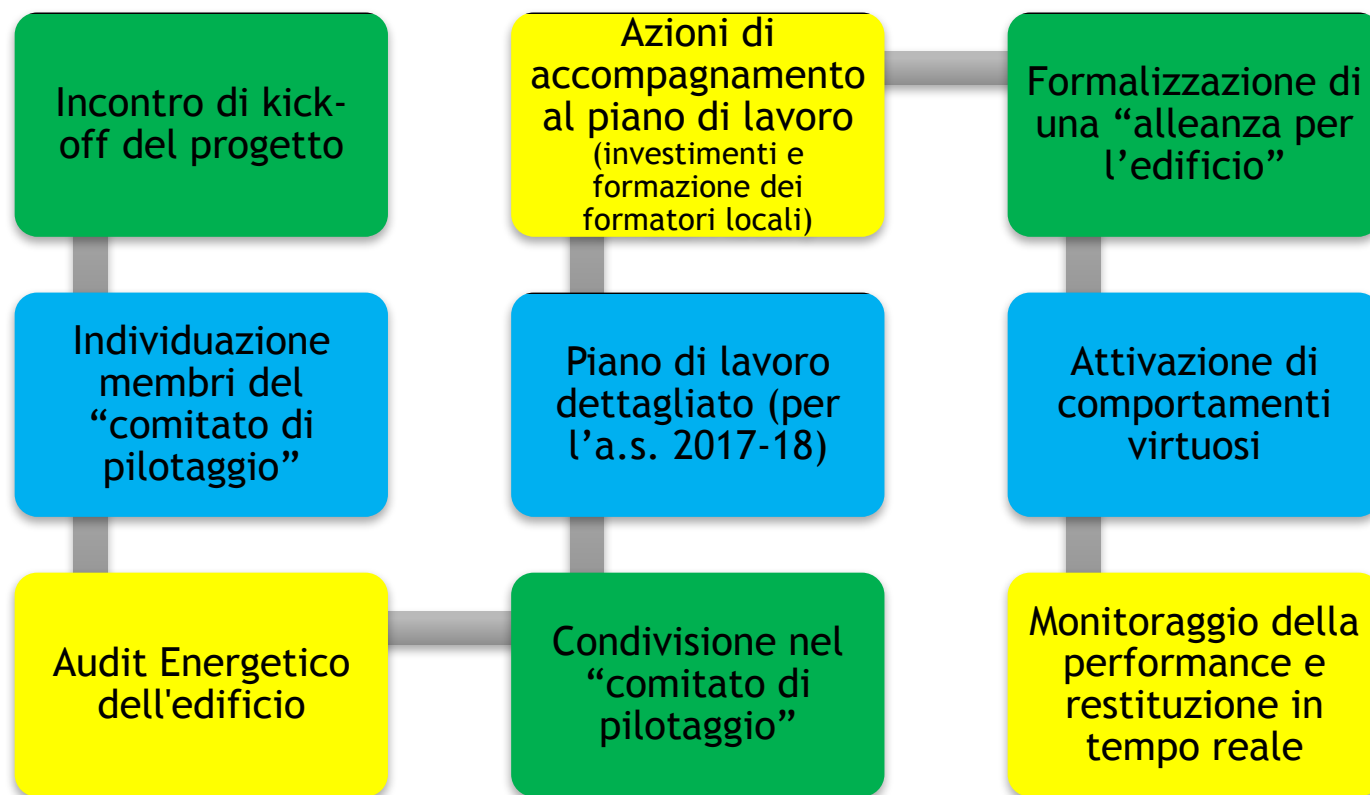 Incontro di kick-
off del progetto
Individuazione
membri del
“comitato di
pilotaggio”
Audit Energetico
dell'edificio
Condivisione nel
“comitato di
pilotaggio”
Piano di lavoro
dettagliato (per
l’a.s. 2017-18)
Azioni di
accompagnamento
al piano di lavoro
(investimenti e
formazione dei
formatori locali)
Formalizzazione di
una “alleanza per
l’edificio”
Attivazione di
comportamenti
virtuosi
Monitoraggio della
performance e
restituzione in
tempo reale